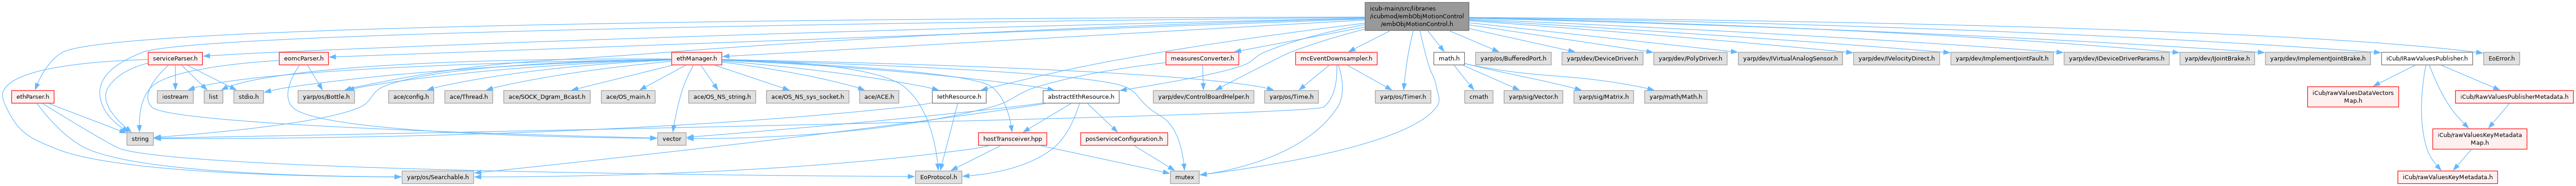 icub-main/src/libraries
/icubmod/embObjMotionControl
/embObjMotionControl.h
serviceParser.h
eomcParser.h
ethManager.h
measuresConverter.h
mcEventDownsampler.h
math.h
yarp/os/BufferedPort.h
yarp/dev/DeviceDriver.h
yarp/dev/PolyDriver.h
yarp/dev/IVirtualAnalogSensor.h
yarp/dev/IVelocityDirect.h
yarp/dev/ImplementJointFault.h
yarp/dev/IDeviceDriverParams.h
yarp/dev/IJointBrake.h
yarp/dev/ImplementJointBrake.h
iCub/IRawValuesPublisher.h
EoError.h
ethParser.h
iostream
list
stdio.h
yarp/os/Bottle.h
ace/config.h
ace/Thread.h
ace/SOCK_Dgram_Bcast.h
ace/OS_main.h
ace/OS_NS_string.h
ace/OS_NS_sys_socket.h
ace/ACE.h
IethResource.h
abstractEthResource.h
yarp/dev/ControlBoardHelper.h
yarp/os/Time.h
yarp/os/Timer.h
cmath
yarp/sig/Vector.h
yarp/sig/Matrix.h
yarp/math/Math.h
iCub/rawValuesDataVectors
Map.h
iCub/RawValuesPublisherMetadata.h
string
vector
hostTransceiver.hpp
posServiceConfiguration.h
iCub/rawValuesKeyMetadata
Map.h
yarp/os/Searchable.h
EoProtocol.h
mutex
iCub/rawValuesKeyMetadata.h